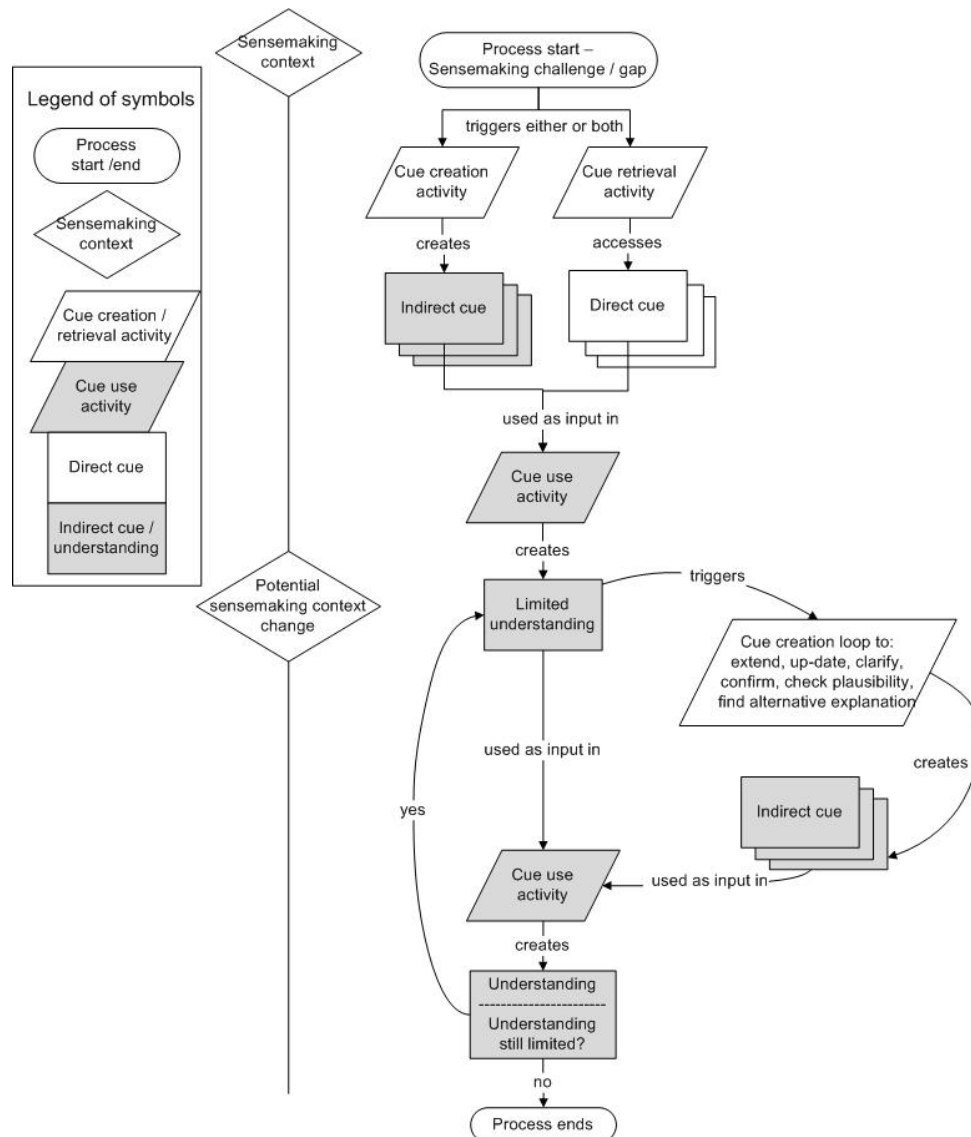 Sensemaking
context
Process start –
Sensemaking challenge / gap
Legend of symbols
Process
start /end
Sensemaking
context
Cue creation /
retrieval activity
Cue use
activity
Direct cue
Indirect cue /
understanding
triggers either or both
Cue creation
activity
Cue retrieval
activity
creates
accesses
Indirect cue
Direct cue
used as input in
Cue use
activity
creates
Potential
sensemaking context
change
Limited
understanding
triggers
Cue creation loop to:
extend, up-date, clarify,
confirm, check plausibility,
find alternative explanation
used as input in
creates
yes
Indirect cue
Cue use
activity
used as input in
creates
Understanding
Understanding
still limited?
no
Process ends